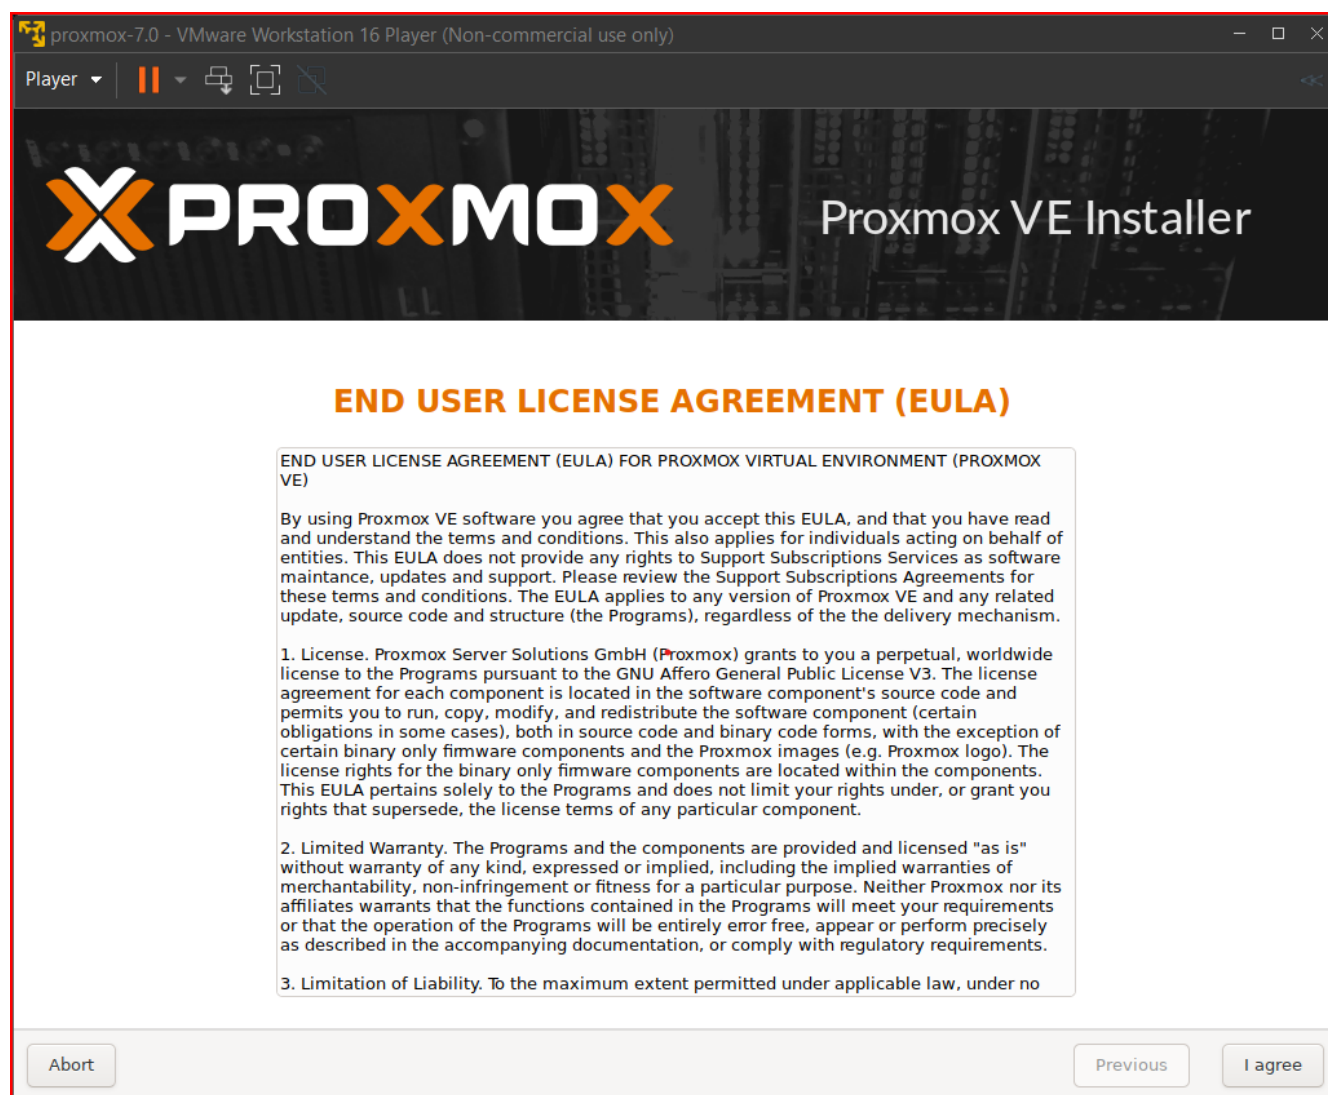 proxmox-7.0 - VMware Workstation 16 Player (Non-commercial use only)
Player
PROXMOX
Proxmox VE Installer
END USER LICENSE AGREEMENT (EULA)
END USER LICENSE AGREEMENT (EULA) FOR PROXMOX VIRTUAL ENVIRONMENT (PROXMOX
VE)
By using Proxmox VE software you agree that you accept this EULA, and that you have read
and understand the terms and conditions. This also applies for individuals acting on behalf of
entities. This EULA does not provide any rights to Support Subscriptions Services as software
maintance, updates and support. Please review the Support Subscriptions Agreements for
these terms and conditions. The EULA applies to any version of Proxmox VE and any related
update, source code and structure (the Programs), regardless of the the delivery mechanism.
1. License. Proxmox Server Solutions GmbH (Proxmox) grants to you a perpetual, worldwide
license to the Programs pursuant to the GNU Affero General Public License V3. The license
agreement for each component is located in the software component's source code and
permits you to run, copy, modify, and redistribute the software component (certain
obligations in some cases), both in source code and binary code forms, with the exception of
certain binary only firmware components and the Proxmox images (e.g. Proxmox logo). The
license rights for the binary only firmware components are located within the components.
This EULA pertains solely to the Programs and does not limit your rights under, or grant you
rights that supersede, the license terms of any particular component.
2. Limited Warranty. The Programs and the components are provided and licensed "as is"
without warranty of any kind, expressed or implied, including the implied warranties of
merchantability, non-infringement or fitness for a particular purpose. Neither Proxmox nor its
affiliates warrants that the functions contained in the Programs will meet your requirements
or that the operation of the Programs will be entirely error free, appear or perform precisely
as described in the accompanying documentation, or comply with regulatory requirements.
3. Limitation of Liability. To the maximum extent permitted under applicable law, under no
Abort
Previous
I agree